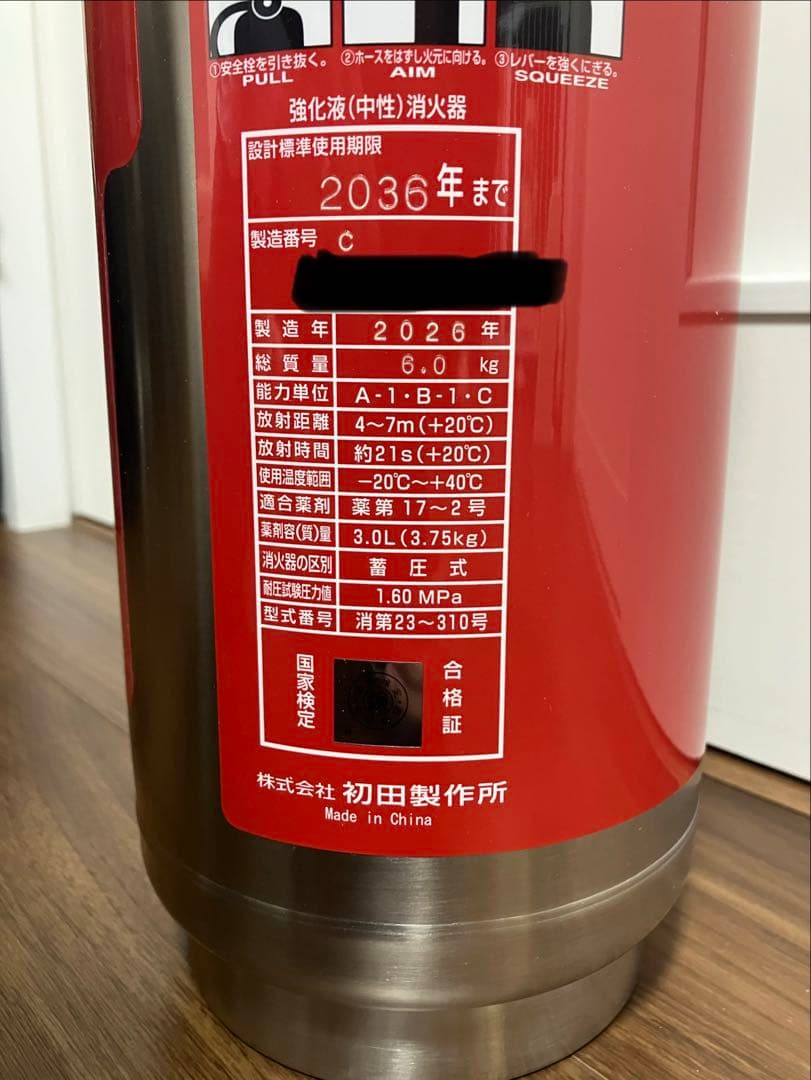 ①安全栓を引き抜く。
PULL
②ホースをはずし火元に向ける。
AIM
③レバーを強くにぎる。
SQUEEZE
強化液(中性)消火器
設計標準使用期限
2036年まで
製造番号 C
製造年 2026年
総質量 6.0 kg
能力単位 A-1・B-1・C
放射距離 4〜7m(+20℃)
放射時間 約21s(+20℃)
使用温度範囲 −20℃〜+40℃
適合薬剤 薬第17〜2号
薬剤容(質)量 3.0L(3.75kg)
消火器の区別 蓄圧式
耐圧試験圧力値 1.60 MPa
型式番号 消第23〜310号
国家検定
合格証
株式会社 初田製作所
Made in China